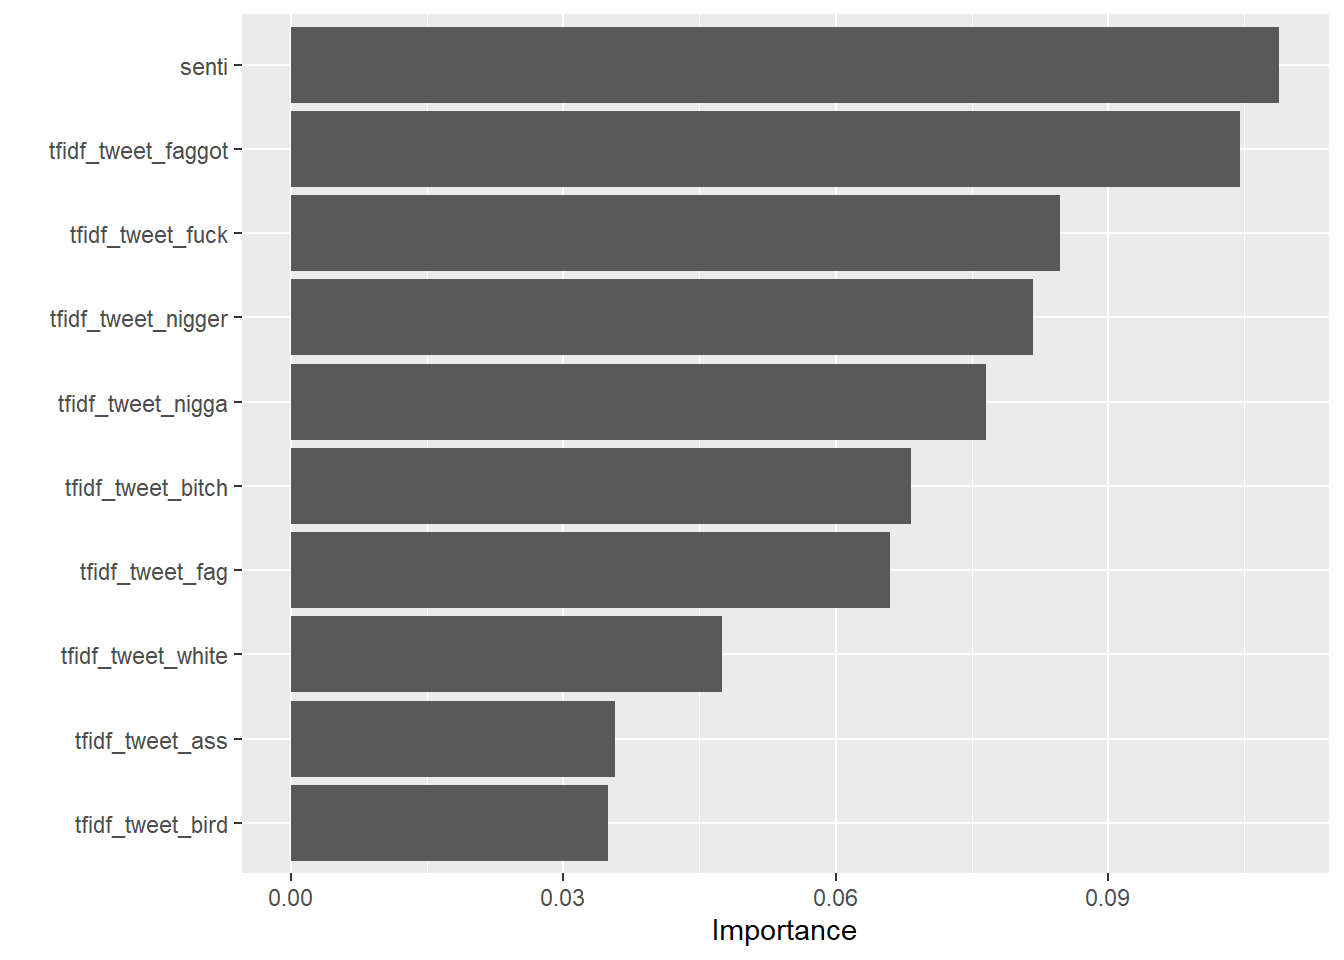 senti
tfidf_tweet_faggot
tfidf_tweet_fuck
tfidf_tweet_nigger
tfidf_tweet_nigga
tfidf_tweet_bitch
tfidf_tweet_fag
tfidf_tweet_white
tfidf_tweet_ass
tfidf_tweet_bird
0.00 0.03 0.06 0.09
Importance